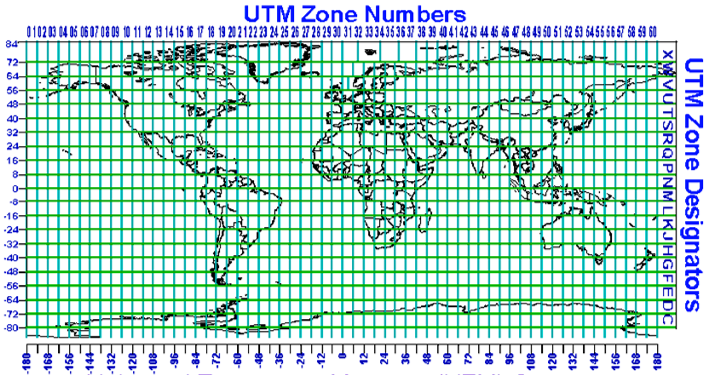 UTM Zone Numbers
01 02 03 04 05 06 07 08 09 10 11 12 13 14 15 16 17 18 19 20 21 22 23 24 25 26 27 28 29 30 31 32 33 34 35 36 37 38 39 40 41 42 43 44 45 46 47 48 49 50 51 52 53 54 55 56 57 58 59 60
84
72
64
56
48
40
32
24
16
8
0
-8
-16
-24
-32
-40
-48
-56
-64
-72
-80
X
W
V
U
T
S
R
Q
P
N
M
L
K
J
H
G
F
E
D
C
UTM Zone Designators
-180 -168 -156 -144 -132 -120 -108 -96 -84 -72 -60 -48 -36 -24 -12 0 12 24 36 48 60 72 84 96 108 120 132 144 156 168 180